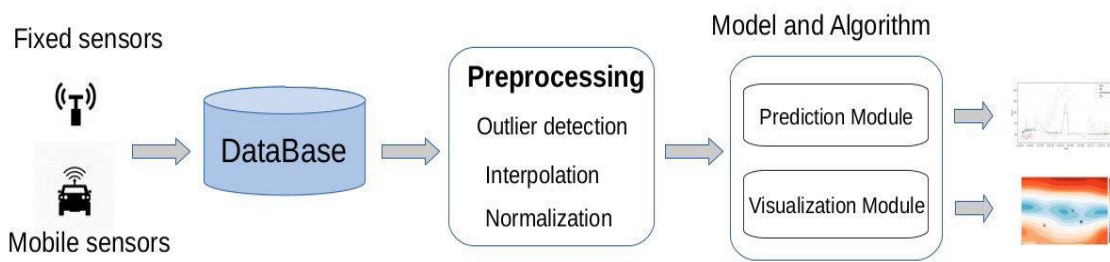 Fixed sensors
Mobile sensors
DataBase
Preprocessing
Outlier detection
Interpolation
Normalization
Model and Algorithm
Prediction Module
Visualization Module